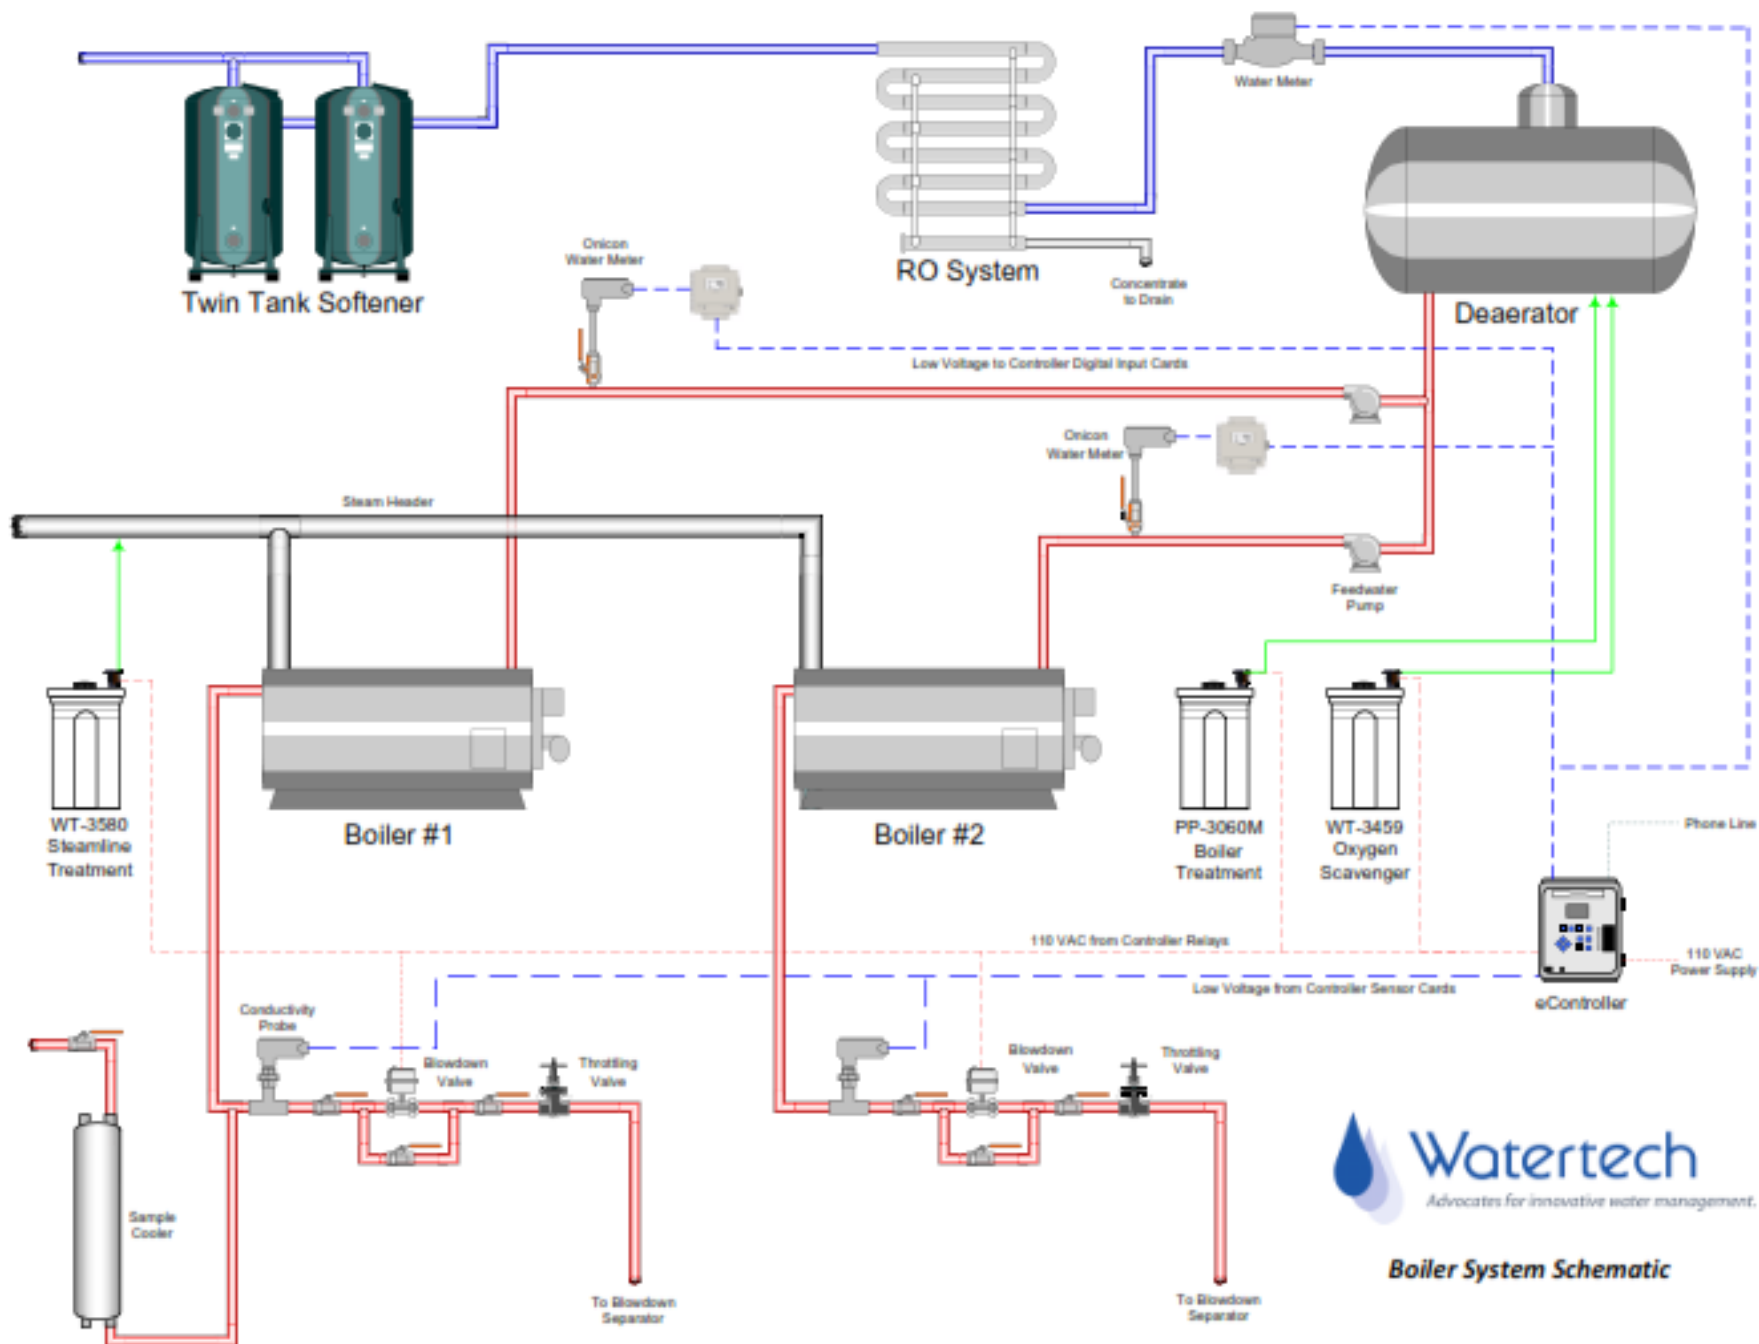 Water Meter
Twin Tank Softener
Onicon
Water Meter
RO System
Concentrate
to Drain
Deaerator
Low Voltage to Controller Digital Input Cards
Onicon
Water Meter
Steam Header
Feedwater
Pump
WT-3580
Steamline
Treatment
Boiler #1
Boiler #2
PP-3060M
Boiler
Treatment
WT-3459
Oxygen
Scavenger
Phone Line
110 VAC from Controller Relays
110 VAC
Power Supply
Low Voltage from Controller Sensor Cards
eController
Conductivity
Probe
Blowdown
Valve
Throttling
Valve
Blowdown
Valve
Throttling
Valve
Sample
Cooler
To Blowdown
Separator
To Blowdown
Separator
Watertech
Advocates for innovative water management.
Boiler System Schematic